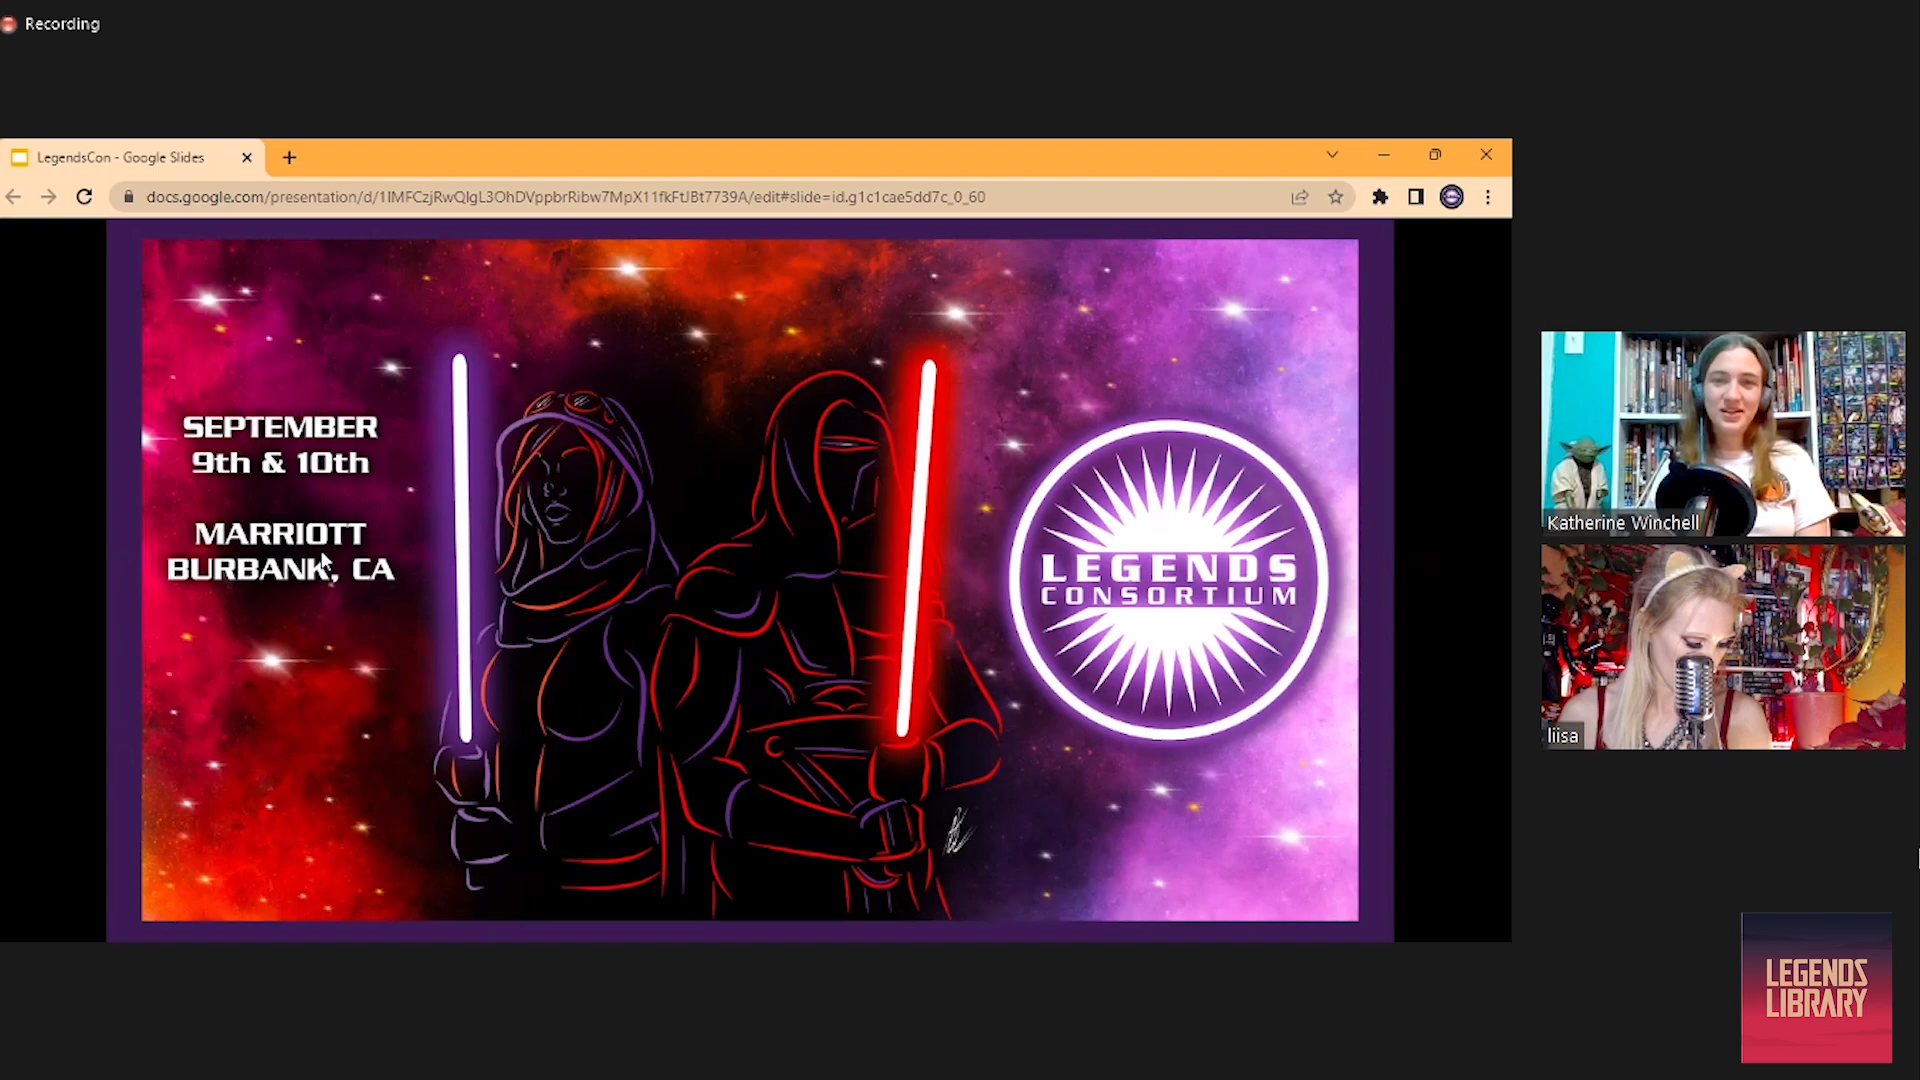 Recording
LegendsCon - Google Slides
docs.google.com/presentation/d/1IMFCzjRwQlgL3OhDVppbrRibw7MpX11fkFtJBt7739A/edit#slide=id.g1c1cae5dd7c_0_60
SEPTEMBER
9th & 10th
MARRIOTT
BURBANK, CA
LEGENDS
CONSORTIUM
Katherine Winchell
liisa
LEGENDS
LIBRARY